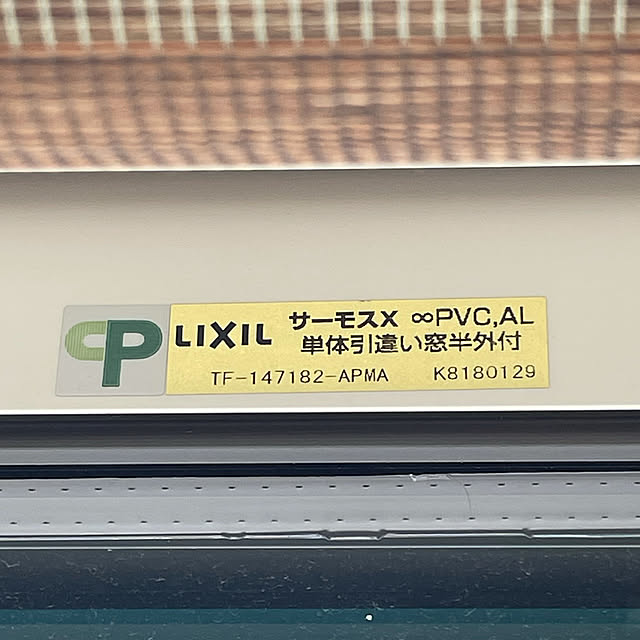 CP LIXIL サーモスX ∞PVC,AL
単体引違い窓半外付
TF-147182-APMA K8180129